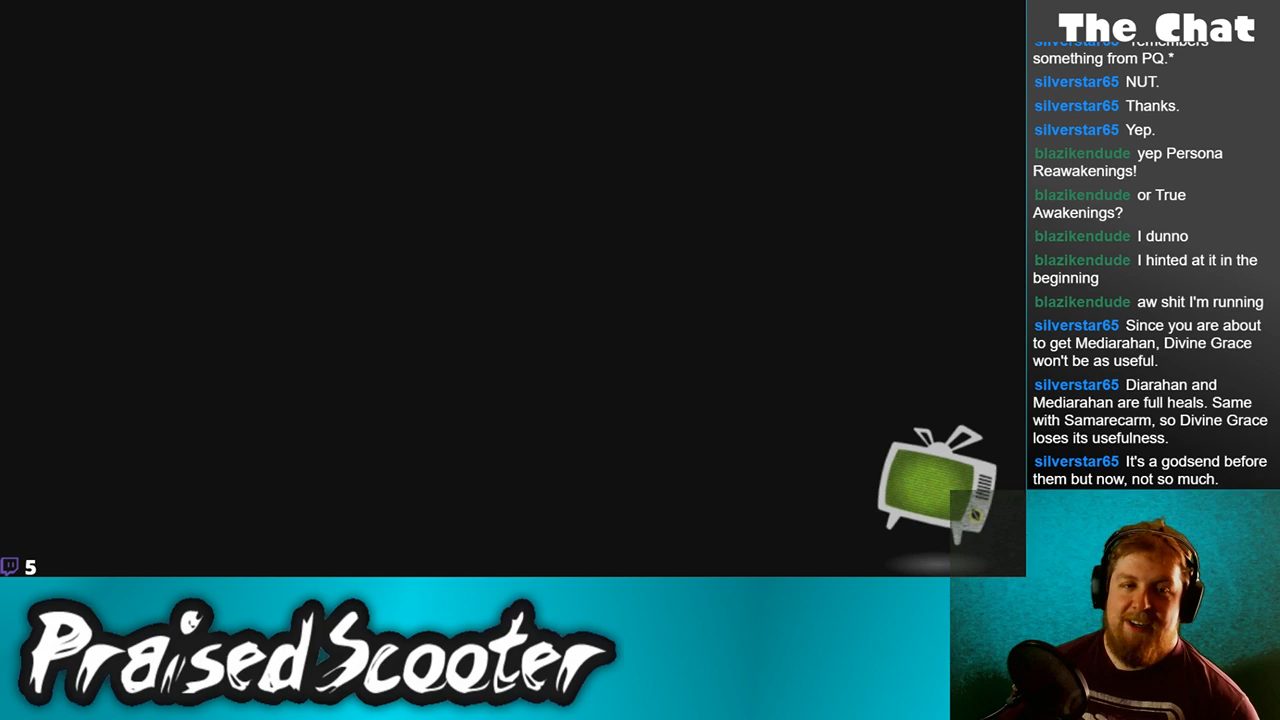 The Chat
silverstar65 *remembers
something from PQ.*
silverstar65 NUT.
silverstar65 Thanks.
silverstar65 Yep.
blazikendude yep Persona
Reawakenings!
blazikendude or True
Awakenings?
blazikendude I dunno
blazikendude I hinted at it in the
beginning
blazikendude aw shit I'm running
silverstar65 Since you are about
to get Mediarahan, Divine Grace
won't be as useful.
silverstar65 Diarahan and
Mediarahan are full heals. Same
with Samarecarm, so Divine Grace
loses its usefulness.
silverstar65 It's a godsend before
them but now, not so much.
5
PraisedScooter